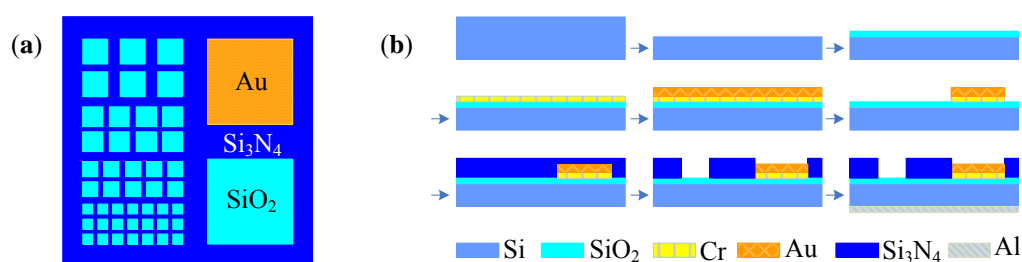 (a)
Au
Si₃N₄
SiO₂
(b)
Si SiO₂ Cr Au Si₃N₄ Al